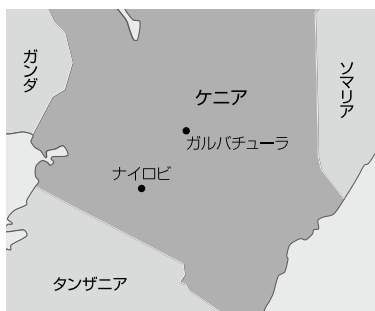 ガンダ
ケニア
ソマリア
ガルバチューラ
ナイロビ
タンザニア